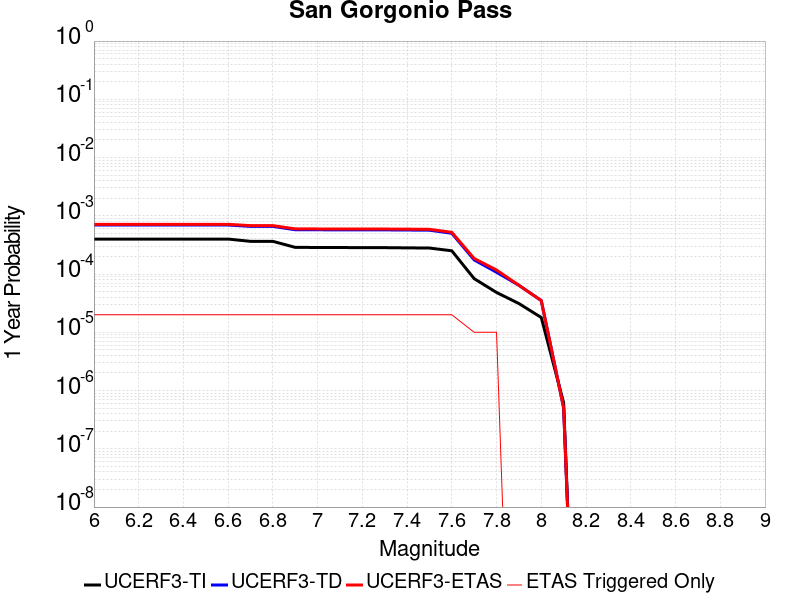 San Gorgonio Pass
10^0
10^-1
10^-2
10^-3
10^-4
10^-5
10^-6
10^-7
10^-8
1 Year Probability
6 6.2 6.4 6.6 6.8 7 7.2 7.4 7.6 7.8 8 8.2 8.4 8.6 8.8 9
Magnitude
UCERF3-TI UCERF3-TD UCERF3-ETAS ETAS Triggered Only